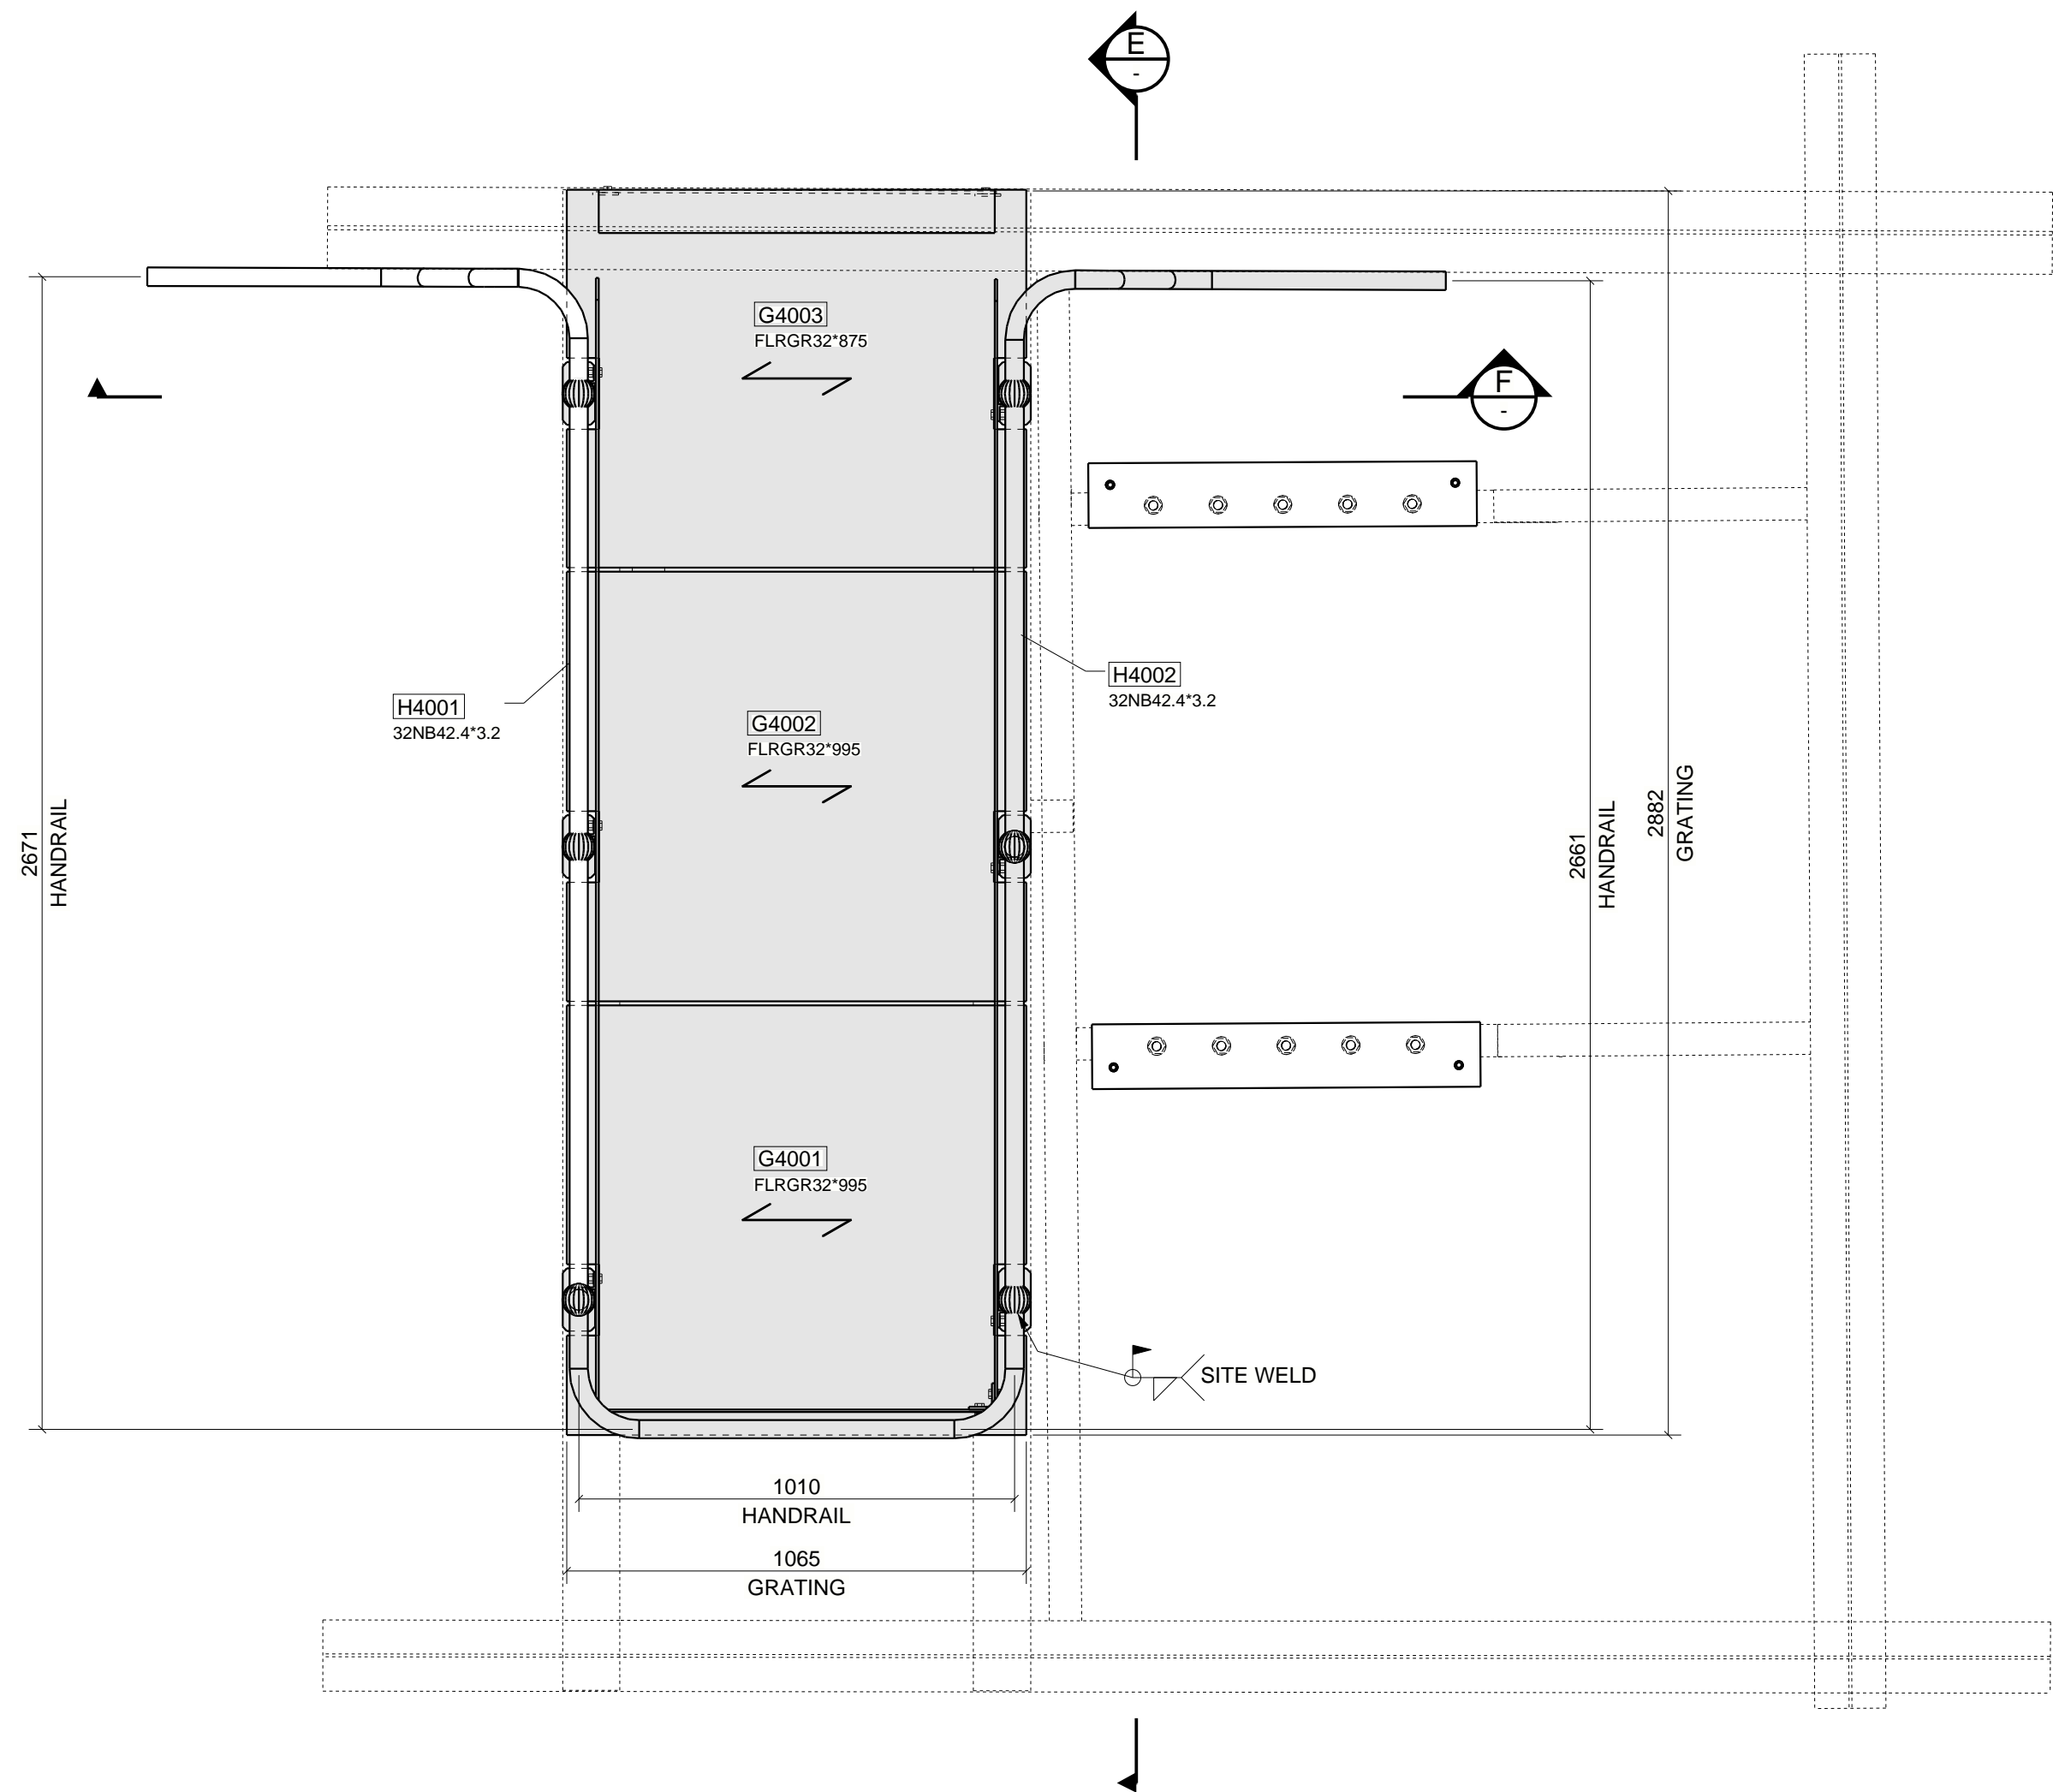 E
-
G4003
FLRGR32*875
F
-
H4001
32NB42.4*3.2
H4002
32NB42.4*3.2
G4002
FLRGR32*995
2671
HANDRAIL
2661
HANDRAIL
2882
GRATING
G4001
FLRGR32*995
SITE WELD
1010
HANDRAIL
1065
GRATING